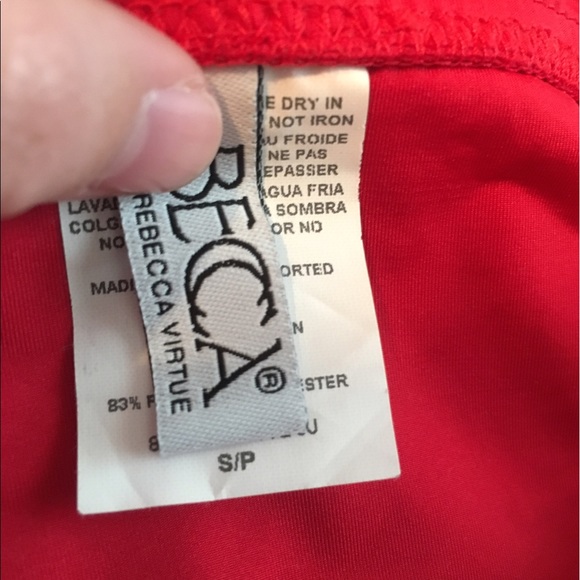 BECCA®
REBECCA VIRTUE
E DRY IN
NOT IRON
U FROIDE
NE PAS
EPASSER
AGUA FRIA
LAVA SOMBRA
COLG OR NO
NO
ORTED
MAD
N
83% P ESTER
8 U
S/P